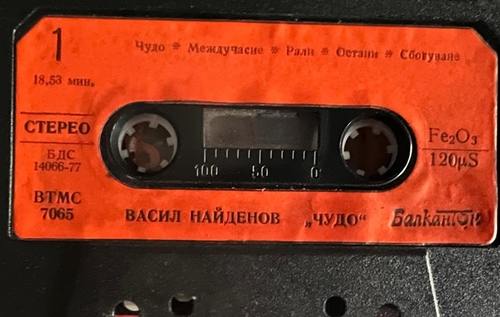 1
Чудо * Междучасие * Рали * Остани * Сбогуване
18,53 мин.
СТЕРЕО
БДС
14066-77
ВТМС
7065
100 50 0
Fe₂O₃
120µS
ВАСИЛ НАЙДЕНОВ „ЧУДО“
Балкантон